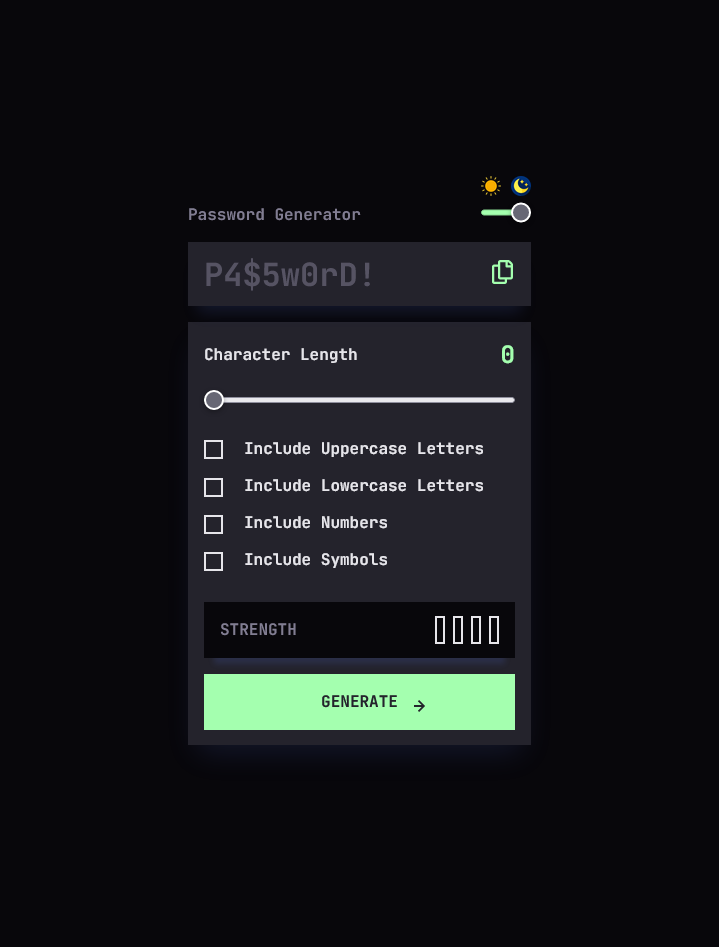 Password Generator
P4$5w0rD!
Character Length
0
Include Uppercase Letters
Include Lowercase Letters
Include Numbers
Include Symbols
STRENGTH
GENERATE →